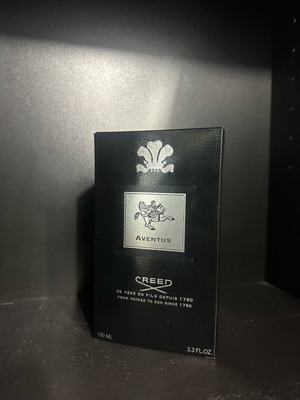 AVENTUS
CREED
DE PÈRE EN FILS DEPUIS 1760
FROM FATHER TO SON SINCE 1760
100 ML
3.3 FL.OZ.